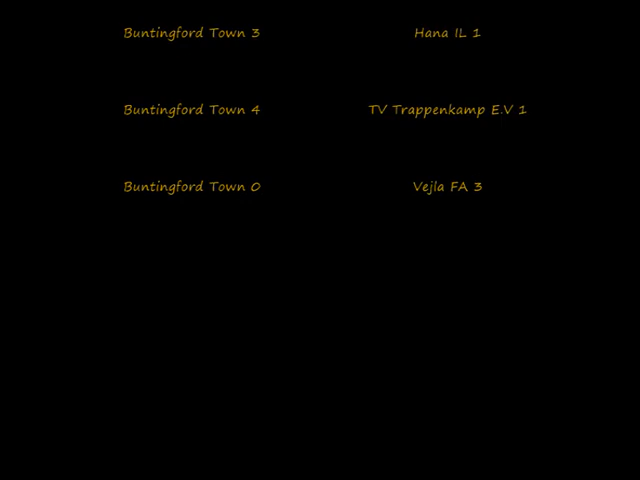 Buntingford Town 3 Hana IL 1
Buntingford Town 4 TV Trappenkamp E.V 1
Buntingford Town 0 Vejla FA 3